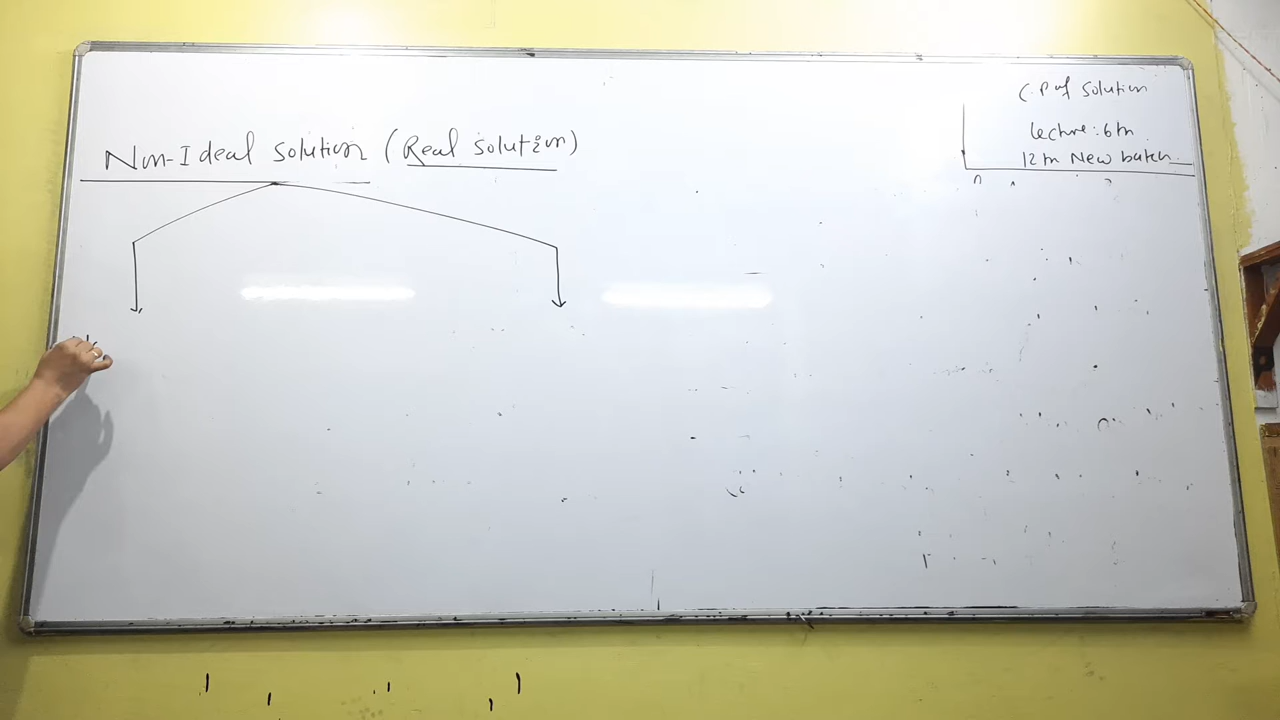 Non-Ideal solution (Real solution)
C.P of Solution
Lecture: 6th
12th New batch